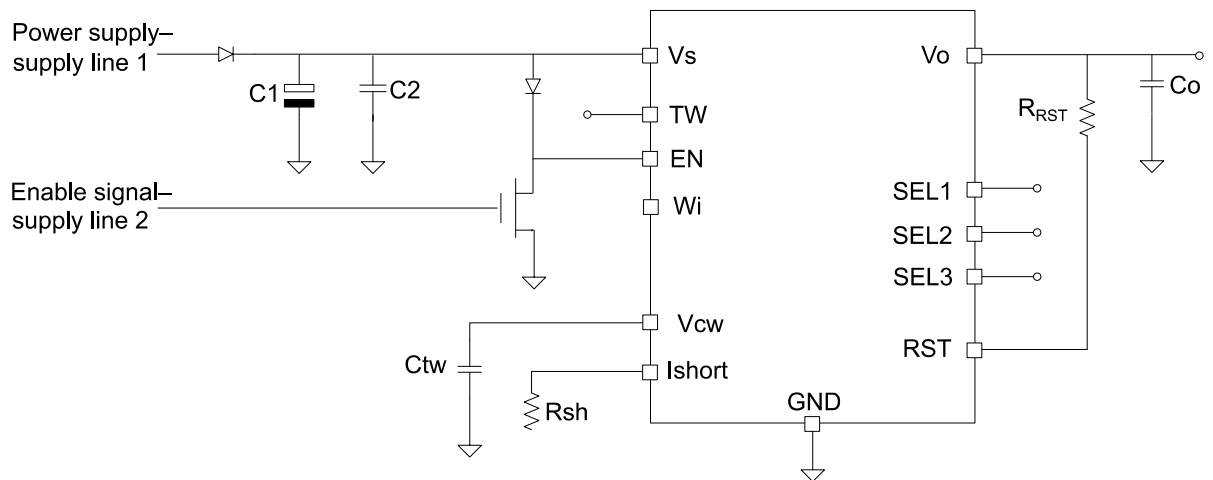 Power supply–
supply line 1
C1
C2
Vs
Vo
Co
TW
R_RST
EN
Enable signal–
supply line 2
Wi
SEL1
SEL2
SEL3
Vcw
RST
Ctw
Ishort
Rsh
GND